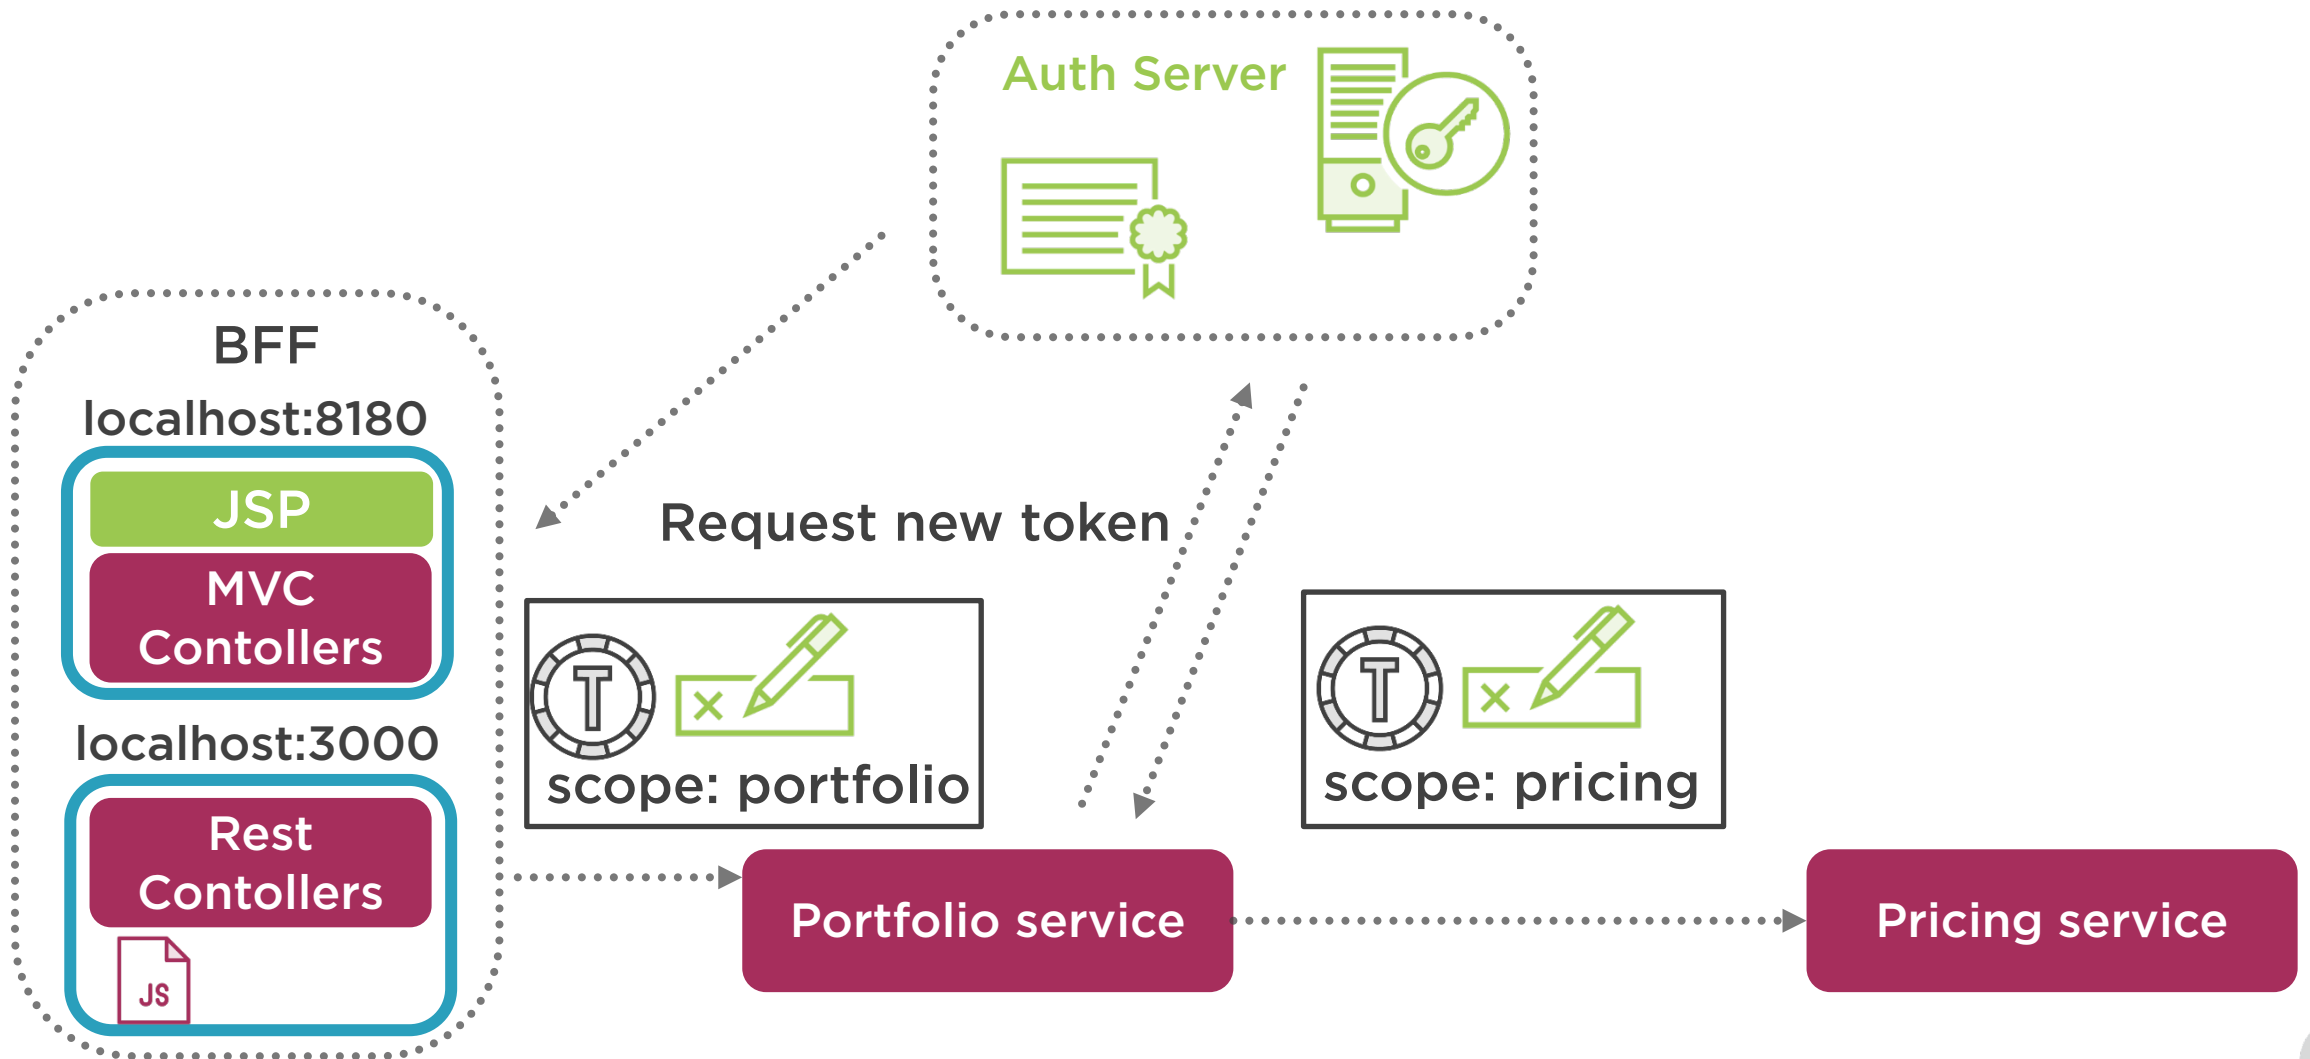 Auth Server
BFF
localhost:8180
JSP
MVC
Contollers
localhost:3000
Rest
Contollers
JS
Request new token
T
scope: portfolio
T
scope: pricing
Portfolio service
Pricing service